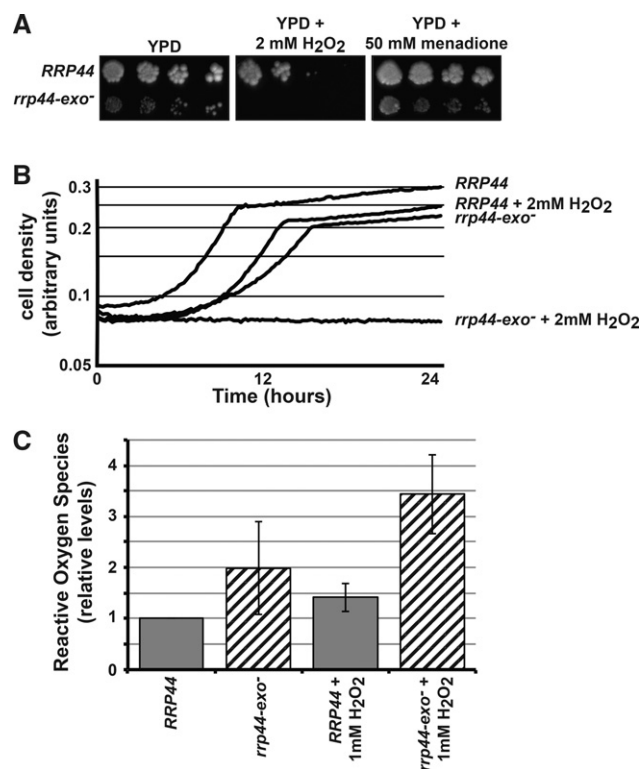 A
YPD
YPD +
2 mM H2O2
YPD +
50 mM menadione
RRP44
rrp44-exo-
B
cell density
(arbitrary units)
0.3
0.2
0.1
0.05
0
12
24
Time (hours)
RRP44
RRP44 + 2mM H2O2
rrp44-exo-
rrp44-exo- + 2mM H2O2
C
Reactive Oxygen Species
(relative levels)
4
3
2
1
0
RRP44
rrp44-exo-
RRP44 +
1mM H2O2
rrp44-exo- +
1mM H2O2